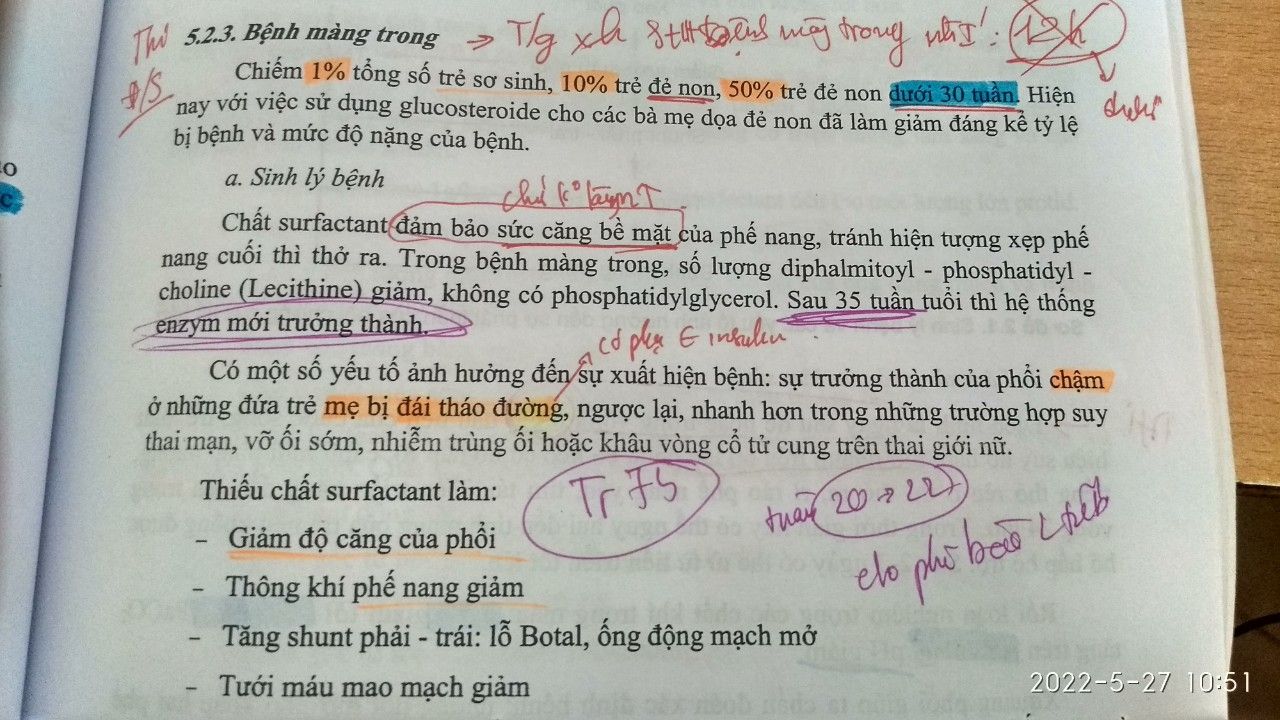 Thi
5.2.3. Bệnh màng trong → T/g xh SHH bệnh màng trong nhất: 12h
Đ/S
Chiếm 1% tổng số trẻ sơ sinh, 10% trẻ đẻ non, 50% trẻ đẻ non dưới 30 tuần. Hiện
nay với việc sử dụng glucosteroide cho các bà mẹ dọa đẻ non đã làm giảm đáng kể tỷ lệ
bị bệnh và mức độ nặng của bệnh.
a. Sinh lý bệnh
chứ k° làm T
Chất surfactant đảm bảo sức căng bề mặt của phế nang, tránh hiện tượng xẹp phế
nang cuối thì thở ra. Trong bệnh màng trong, số lượng diphalmitoyl - phosphatidyl -
choline (Lecithine) giảm, không có phosphatidylglycerol. Sau 35 tuần tuổi thì hệ thống
enzym mới trưởng thành.
insulin
Có một số yếu tố ảnh hưởng đến sự xuất hiện bệnh: sự trưởng thành của phổi chậm
ở những đứa trẻ mẹ bị đái tháo đường, ngược lại, nhanh hơn trong những trường hợp suy
thai mạn, vỡ ối sớm, nhiễm trùng ối hoặc khâu vòng cổ tử cung trên thai giới nữ.
Thiếu chất surfactant làm:
Tr 75
tuần 20 → 22
- Giảm độ căng của phổi
do phế bào L tiết
- Thông khí phế nang giảm
- Tăng shunt phải - trái: lỗ Botal, ống động mạch mở
- Tưới máu mao mạch giảm
2022-5-27 10:51